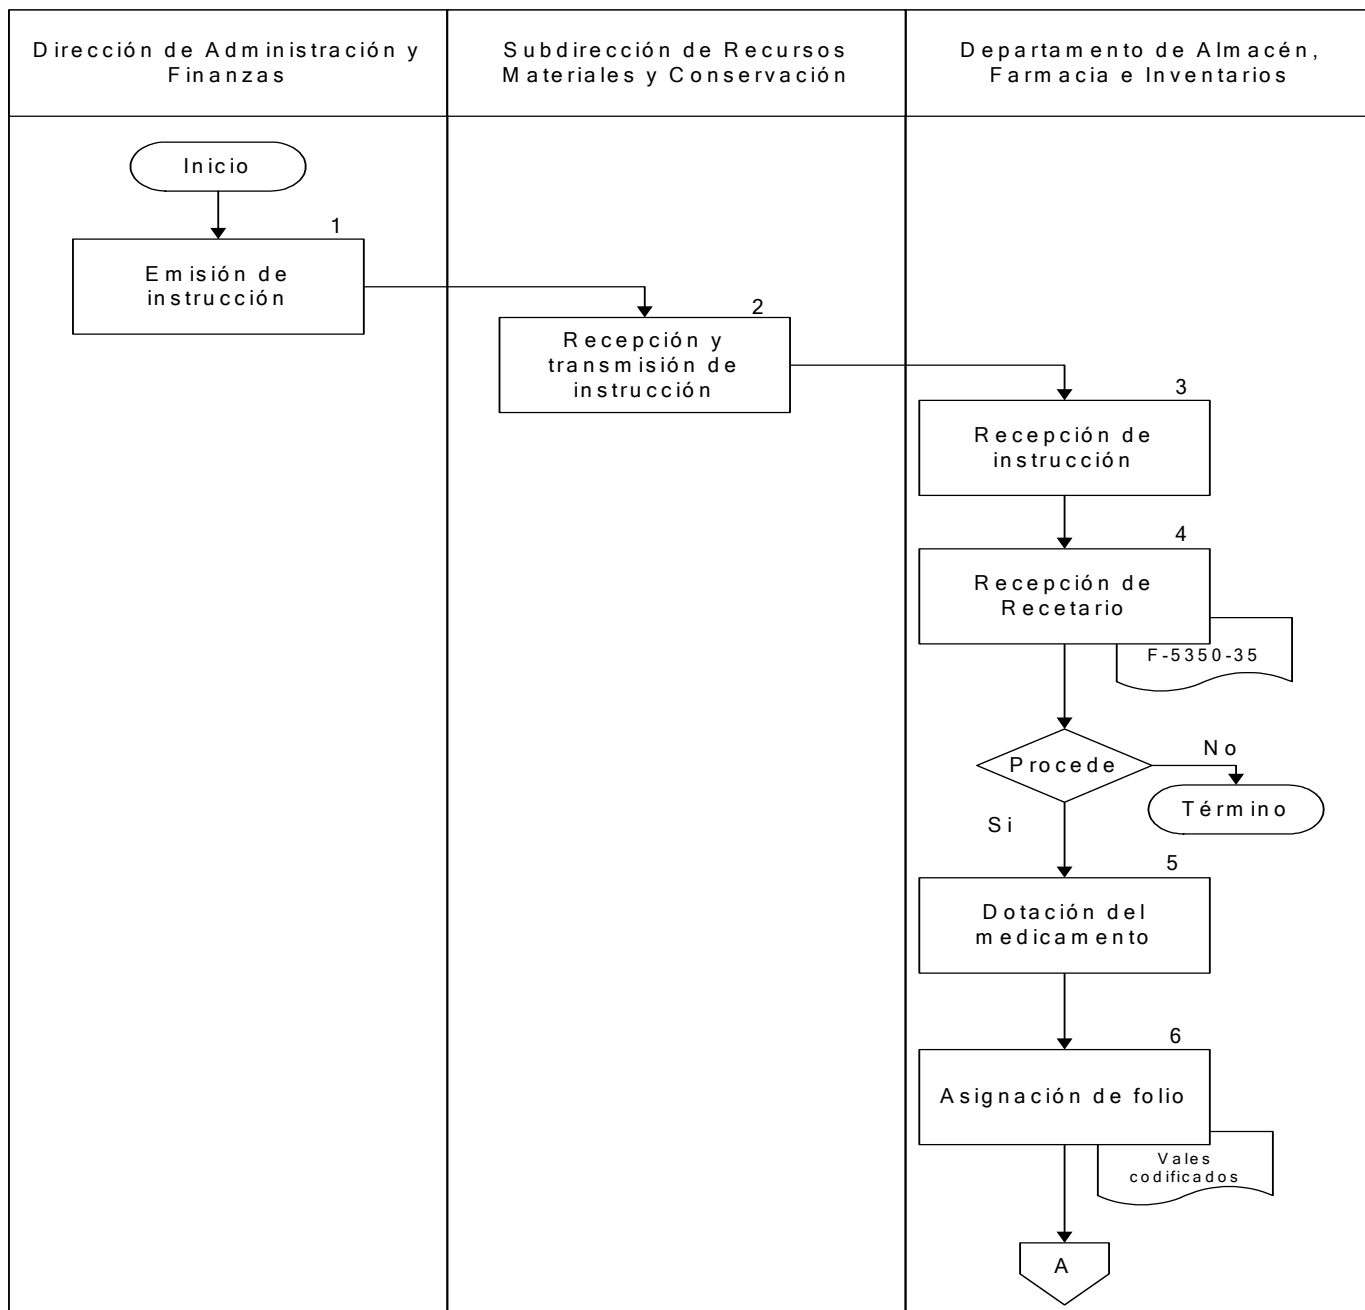 Dirección de Administración y
Finanzas
Subdirección de Recursos
Materiales y Conservación
Departamento de Almacén,
Farmacia e Inventarios
Inicio
1
Emisión de
instrucción
2
Recepción y
transmisión de
instrucción
3
Recepción de
instrucción
4
Recepción de
Recetario
F-5350-35
Procede
No
Término
Si
5
Dotación del
medicamento
6
Asignación de folio
Vales
codificados
A